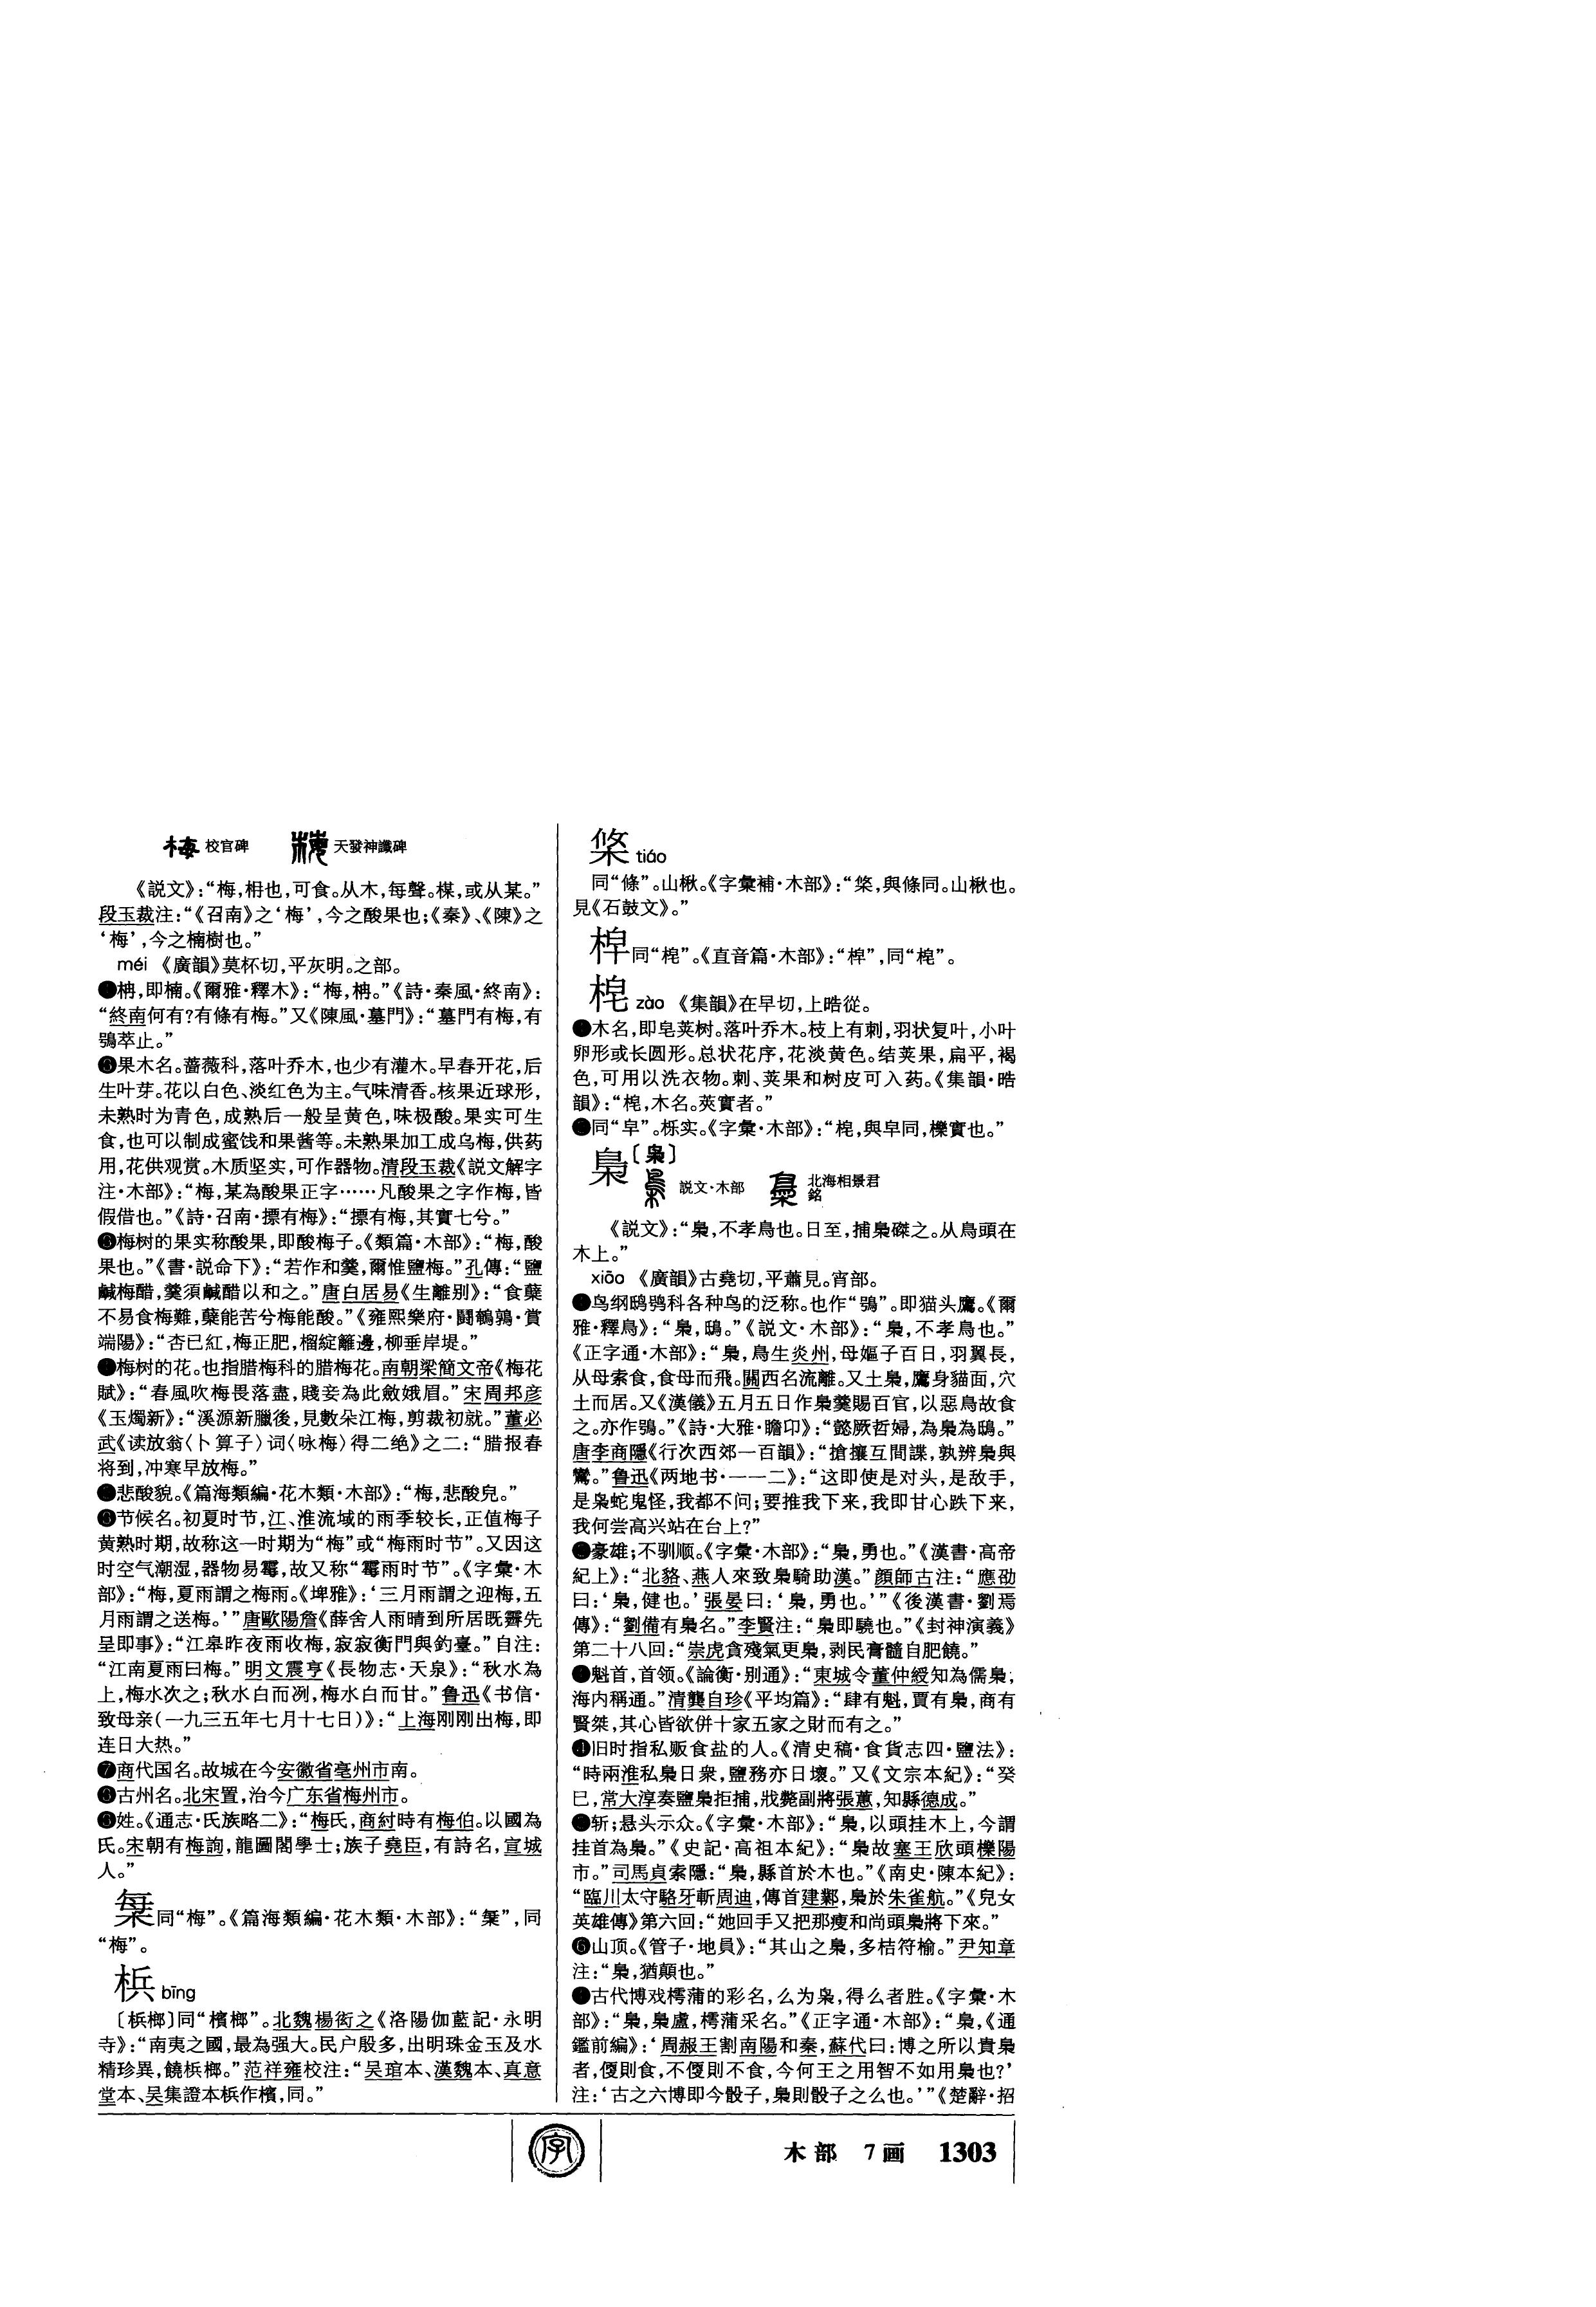 校官碑 天發神讖碑
《説文》：“梅，枏也，可食。从木，每聲。楳，或从某。”
段玉裁注：“《召南》之‘梅’，今之酸果也；《秦》、《陳》之
‘梅’，今之楠樹也。”
méi 《廣韻》莫杯切，平灰明。之部。
❶柟，即楠。《爾雅·釋木》：“梅，柟。”《詩·秦風·終南》：
“終南何有？有條有梅。”又《陳風·墓門》：“墓門有梅，有
鴞萃止。”
❷果木名。蔷薇科，落叶乔木，也少有灌木。早春开花，后
生叶芽。花以白色、淡红色为主。气味清香。核果近球形，
未熟时为青色，成熟后一般呈黄色，味极酸。果实可生
食，也可以制成蜜饯和果酱等。未熟果加工成乌梅，供药
用，花供观赏。木质坚实，可作器物。清段玉裁《説文解字
注·木部》：“梅，某為酸果正字……凡酸果之字作梅，皆
假借也。”《詩·召南·摽有梅》：“摽有梅，其實七兮。”
❸梅树的果实称酸果，即酸梅子。《類篇·木部》：“梅，酸
果也。”《書·説命下》：“若作和羹，爾惟鹽梅。”孔傳：“鹽
鹹梅醋，羹須鹹醋以和之。”唐白居易《生離别》：“食蘗
不易食梅難，蘗能苦兮梅能酸。”《雍熙樂府·鬭鵪鶉·賞
端陽》：“杏已紅，梅正肥，榴綻籬邊，柳垂岸堤。”
❹梅树的花。也指腊梅科的腊梅花。南朝梁簡文帝《梅花
賦》：“春風吹梅畏落盡，賤妾為此斂娥眉。”宋周邦彦
《玉燭新》：“溪源新臘後，見數朵江梅，剪裁初就。”董必
武《读放翁〈卜算子〉词〈咏梅〉得二绝》之二：“腊报春
将到，冲寒早放梅。”
❺悲酸貌。《篇海類編·花木類·木部》：“梅，悲酸皃。”
❻节候名。初夏时节，江、淮流域的雨季较长，正值梅子
黄熟时期，故称这一时期为“梅”或“梅雨时节”。又因这
时空气潮湿，器物易霉，故又称“霉雨时节”。《字彙·木
部》：“梅，夏雨謂之梅雨。《埤雅》：‘三月雨謂之迎梅，五
月雨謂之送梅。’”唐歐陽詹《薛舍人雨晴到所居既霽先
呈即事》：“江皋昨夜雨收梅，寂寂衡門與釣臺。”自注：
“江南夏雨曰梅。”明文震亨《長物志·天泉》：“秋水為
上，梅水次之；秋水白而冽，梅水白而甘。”鲁迅《书信·
致母亲（一九三五年七月十七日）》：“上海刚刚出梅，即
连日大热。”
❼商代国名。故城在今安徽省亳州市南。
❽古州名。北宋置，治今广东省梅州市。
❾姓。《通志·氏族略二》：“梅氏，商紂時有梅伯。以國為
氏。宋朝有梅詢，龍圖閣學士；族子堯臣，有詩名，宣城
人。”
同“梅”。《篇海類編·花木類·木部》：“，同
“梅”。
梹 bīng
〔梹榔〕同“檳榔”。北魏楊衒之《洛陽伽藍記·永明
寺》：“南夷之國，最為强大。民户殷多，出明珠金玉及水
精珍異，饒梹榔。”范祥雍校注：“吴琯本、漢魏本、真意
堂本、吴集證本梹作檳，同。”
tiáo
同“條”。山楸。《字彙補·木部》：“，與條同。山楸也。
見《石鼓文》。”
同“梍”。《直音篇·木部》：“，同“梍”。
梍 zào 《集韻》在早切，上晧從。
❶木名，即皂荚树。落叶乔木。枝上有刺，羽状复叶，小叶
卵形或长圆形。总状花序，花淡黄色。结荚果，扁平，褐
色，可用以洗衣物。刺、荚果和树皮可入药。《集韻·晧
韻》：“梍，木名。莢實者。”
❷同“皁”。栎实。《字彙·木部》：“梍，與皁同，櫟實也。”
梟〔枭〕
説文·木部 北海相景君
銘
《説文》：“梟，不孝鳥也。日至，捕梟磔之。从鳥頭在
木上。”
xiāo 《廣韻》古堯切，平蕭見。宵部。
❶鸟纲鸱鸮科各种鸟的泛称。也作“鴞”。即猫头鹰。《爾
雅·釋鳥》：“梟，鴟。”《説文·木部》：“梟，不孝鳥也。”
《正字通·木部》：“梟，鳥生炎州，母嫗子百日，羽翼長，
从母索食，食母而飛。關西名流離。又土梟，鷹身貓面，穴
土而居。又《漢儀》五月五日作梟羹賜百官，以惡鳥故食
之。亦作鴞。”《詩·大雅·瞻卬》：“懿厥哲婦，為梟為鴟。”
唐李商隱《行次西郊一百韻》：“搶攘互間諜，孰辨梟與
鸞。”鲁迅《两地书·一一二》：“这即使是对头，是敌手，
是枭蛇鬼怪，我都不问；要推我下来，我即甘心跌下来，
我何尝高兴站在台上？”
❷豪雄；不驯顺。《字彙·木部》：“梟，勇也。”《漢書·高帝
紀上》：“北貉、燕人來致梟騎助漢。”顔師古注：“應劭
曰：‘梟，健也。’張晏曰：‘梟，勇也。’”《後漢書·劉焉
傳》：“劉備有梟名。”李賢注：“梟即驍也。”《封神演義》
第二十八回：“崇虎貪殘氣更梟，剥民膏髓自肥饒。”
❸魁首，首领。《論衡·别通》：“東城令董仲綬知為儒梟，
海内稱通。”清龔自珍《平均篇》：“肆有魁，賈有梟，商有
賢桀，其心皆欲併十家五家之財而有之。”
❹旧时指私贩食盐的人。《清史稿·食貨志四·鹽法》：
“時兩淮私梟日衆，鹽務亦日壞。”又《文宗本紀》：“癸
巳，常大淳奏鹽梟拒捕，戕斃副將張蕙，知縣德成。”
❺斩；悬头示众。《字彙·木部》：“梟，以頭挂木上，今謂
挂首為梟。”《史記·高祖本紀》：“梟故塞王欣頭櫟陽
市。”司馬貞索隱：“梟，縣首於木也。”《南史·陳本紀》：
“臨川太守駱牙斬周迪，傳首建鄴，梟於朱雀航。”《兒女
英雄傳》第六回：“她回手又把那瘦和尚頭梟將下來。”
❻山顶。《管子·地員》：“其山之梟，多桔符榆。”尹知章
注：“梟，猶顛也。”
❼古代博戏樗蒲的彩名，么为枭，得么者胜。《字彙·木
部》：“梟，梟盧，樗蒲采名。”《正字通·木部》：“梟，《通
鑑前編》：‘周赧王割南陽和秦，蘇代曰：博之所以貴梟
者，便則食，不便則不食，今何王之用智不如用梟也？’
注：‘古之六博即今骰子，梟則骰子之么也。’”《楚辭·招
字
木部 7画 1303